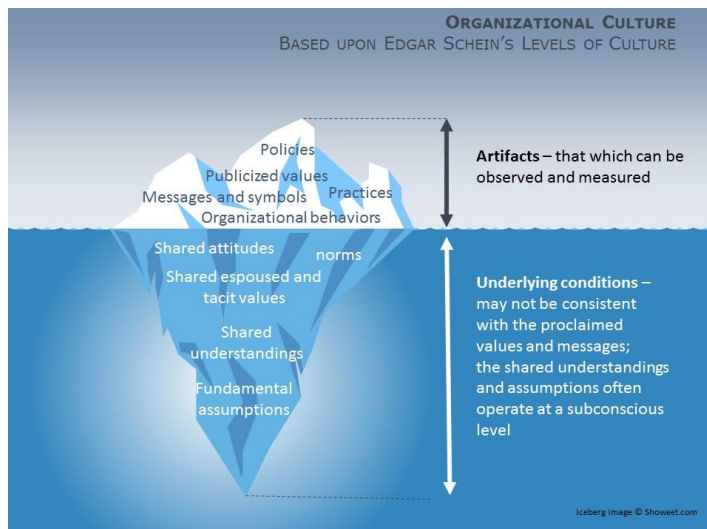 ORGANIZATIONAL CULTURE
BASED UPON EDGAR SCHEIN'S LEVELS OF CULTURE
Policies
Publicized values
Practices
Messages and symbols
Organizational behaviors
Artifacts – that which can be
observed and measured
Shared attitudes
norms
Shared espoused and
tacit values
Shared
understandings
Fundamental
assumptions
Underlying conditions –
may not be consistent
with the proclaimed
values and messages;
the shared understandings
and assumptions often
operate at a subconscious
level
Iceberg Image © Showeet.com